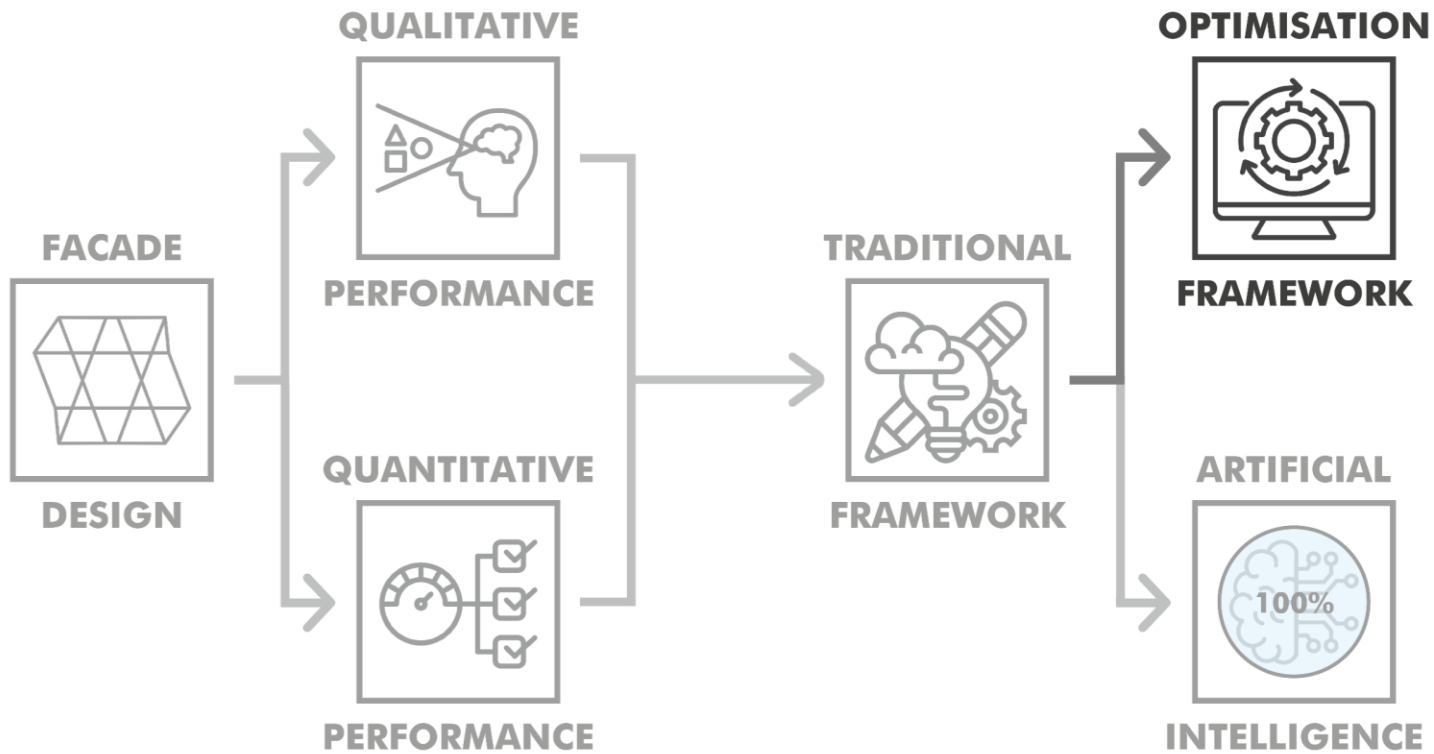 QUALITATIVE
PERFORMANCE
OPTIMISATION
FRAMEWORK
FACADE
DESIGN
TRADITIONAL
FRAMEWORK
QUANTITATIVE
PERFORMANCE
ARTIFICIAL
100%
INTELLIGENCE